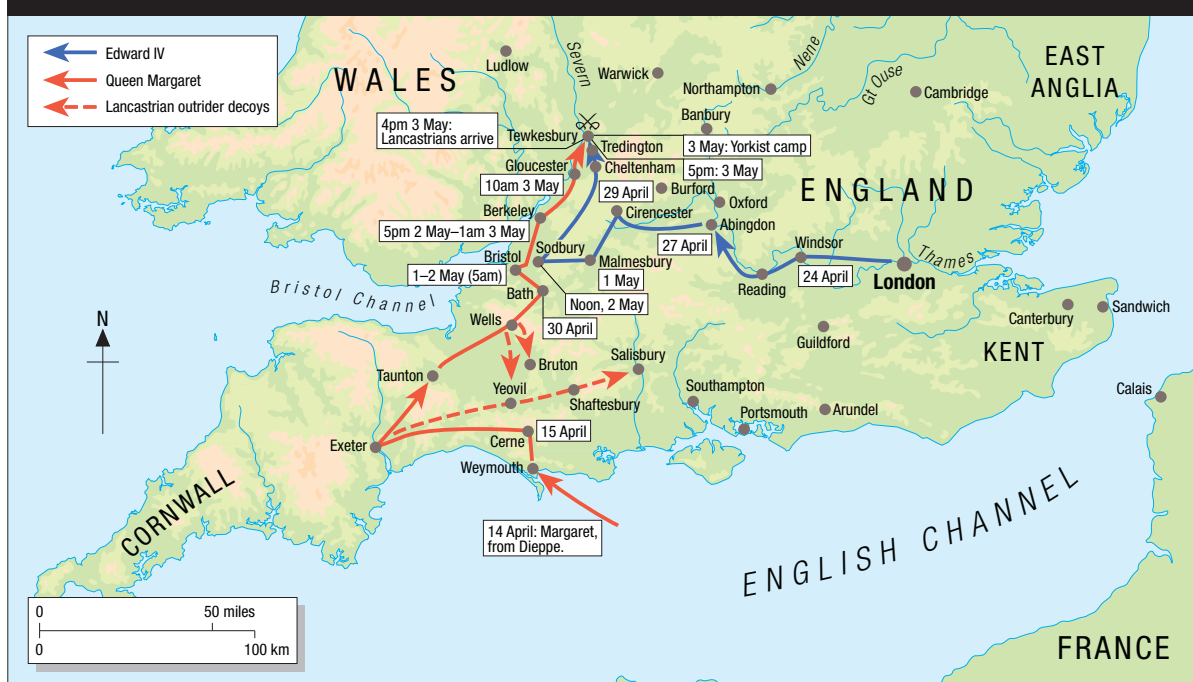 Edward IV
Queen Margaret
Lancastrian outrider decoys
WALES
ENGLAND
EAST
ANGLIA
KENT
CORNWALL
FRANCE
ENGLISH CHANNEL
Bristol Channel
Severn
Nene
Gt Ouse
Thames
Ludlow
Warwick
Northampton
Cambridge
Banbury
4pm 3 May:
Lancastrians arrive
Tewkesbury
Tredington
3 May: Yorkist camp
Gloucester
Cheltenham
5pm: 3 May
10am 3 May
29 April
Burford
Oxford
Berkeley
Cirencester
Abingdon
5pm 2 May–1am 3 May
27 April
Sodbury
Windsor
Bristol
Malmesbury
24 April
London
1–2 May (5am)
1 May
Reading
Bath
Noon, 2 May
Canterbury
Sandwich
Wells
30 April
Guildford
Bruton
Salisbury
Taunton
Yeovil
Shaftesbury
Southampton
Portsmouth
Arundel
Calais
Exeter
Cerne
15 April
Weymouth
14 April: Margaret,
from Dieppe.
N
0
50 miles
0
100 km